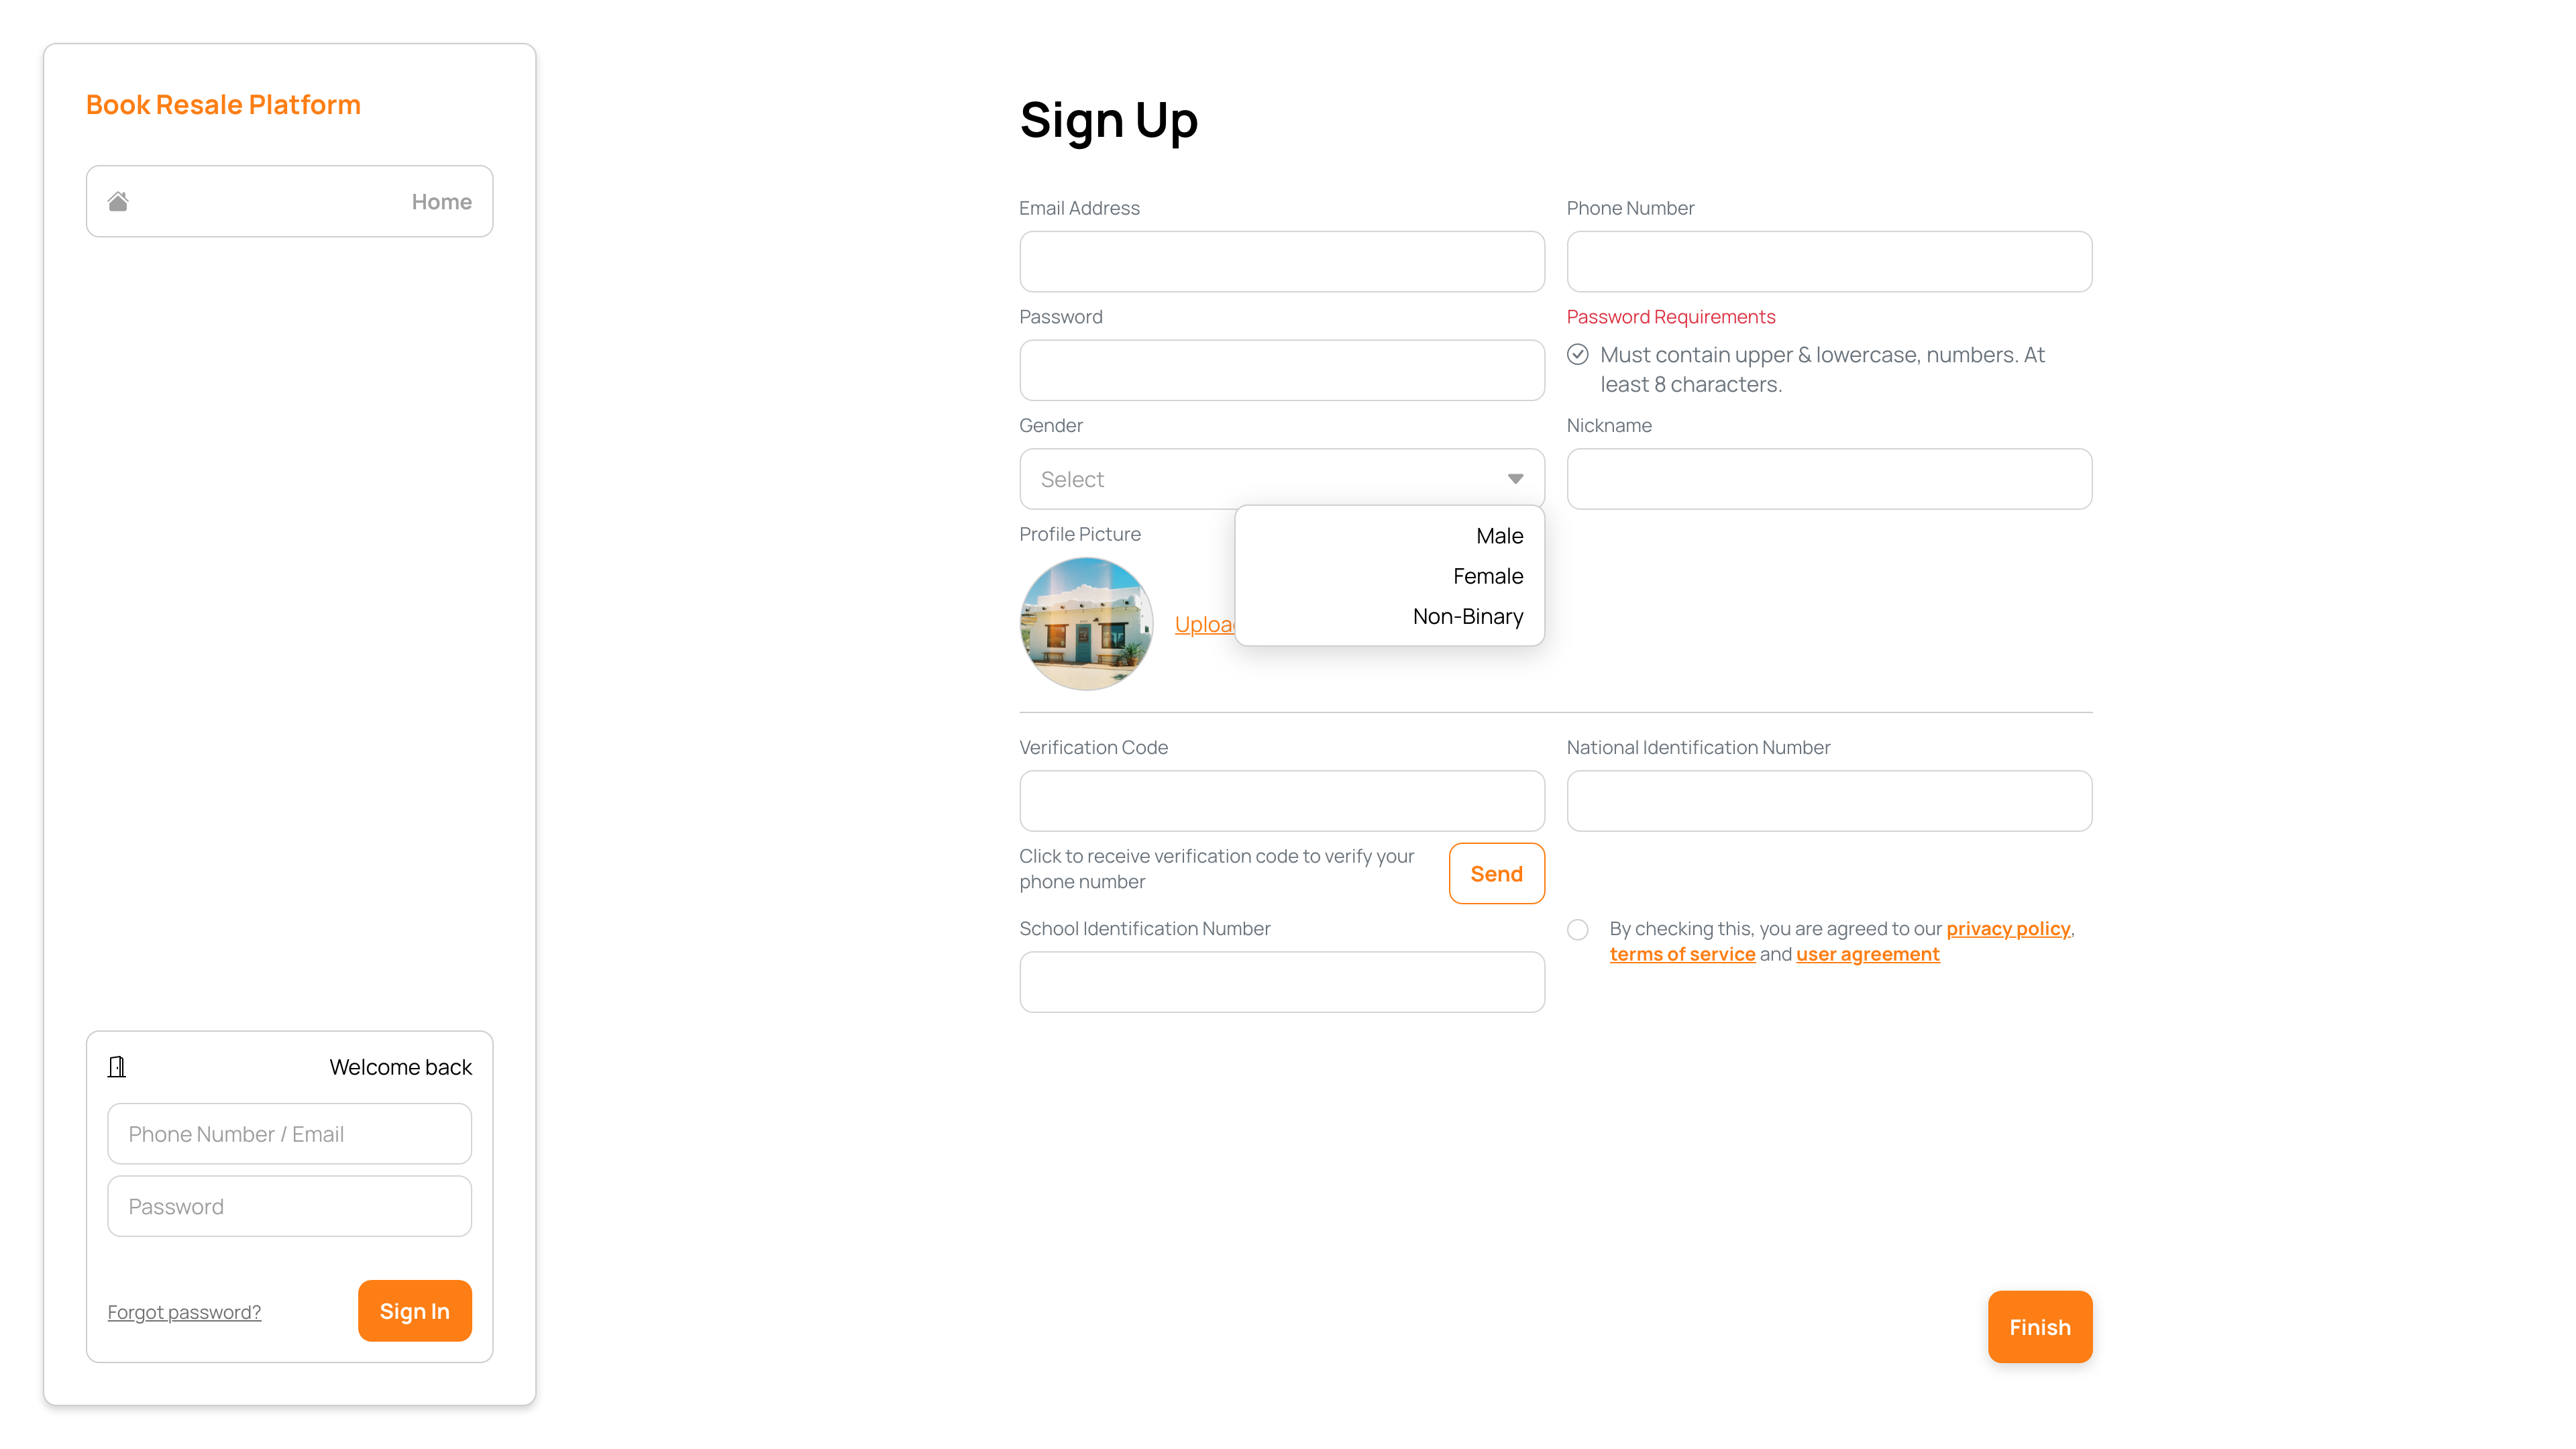 Book Resale Platform
Home
Welcome back
Phone Number / Email
Password
Forgot password?
Sign In
Sign Up
Email Address
Phone Number
Password
Password Requirements
Must contain upper & lowercase, numbers. At
least 8 characters.
Gender
Nickname
Select
Male
Female
Non-Binary
Profile Picture
Verification Code
National Identification Number
Click to receive verification code to verify your
phone number
Send
School Identification Number
By checking this, you are agreed to our privacy policy,
terms of service and user agreement
Finish